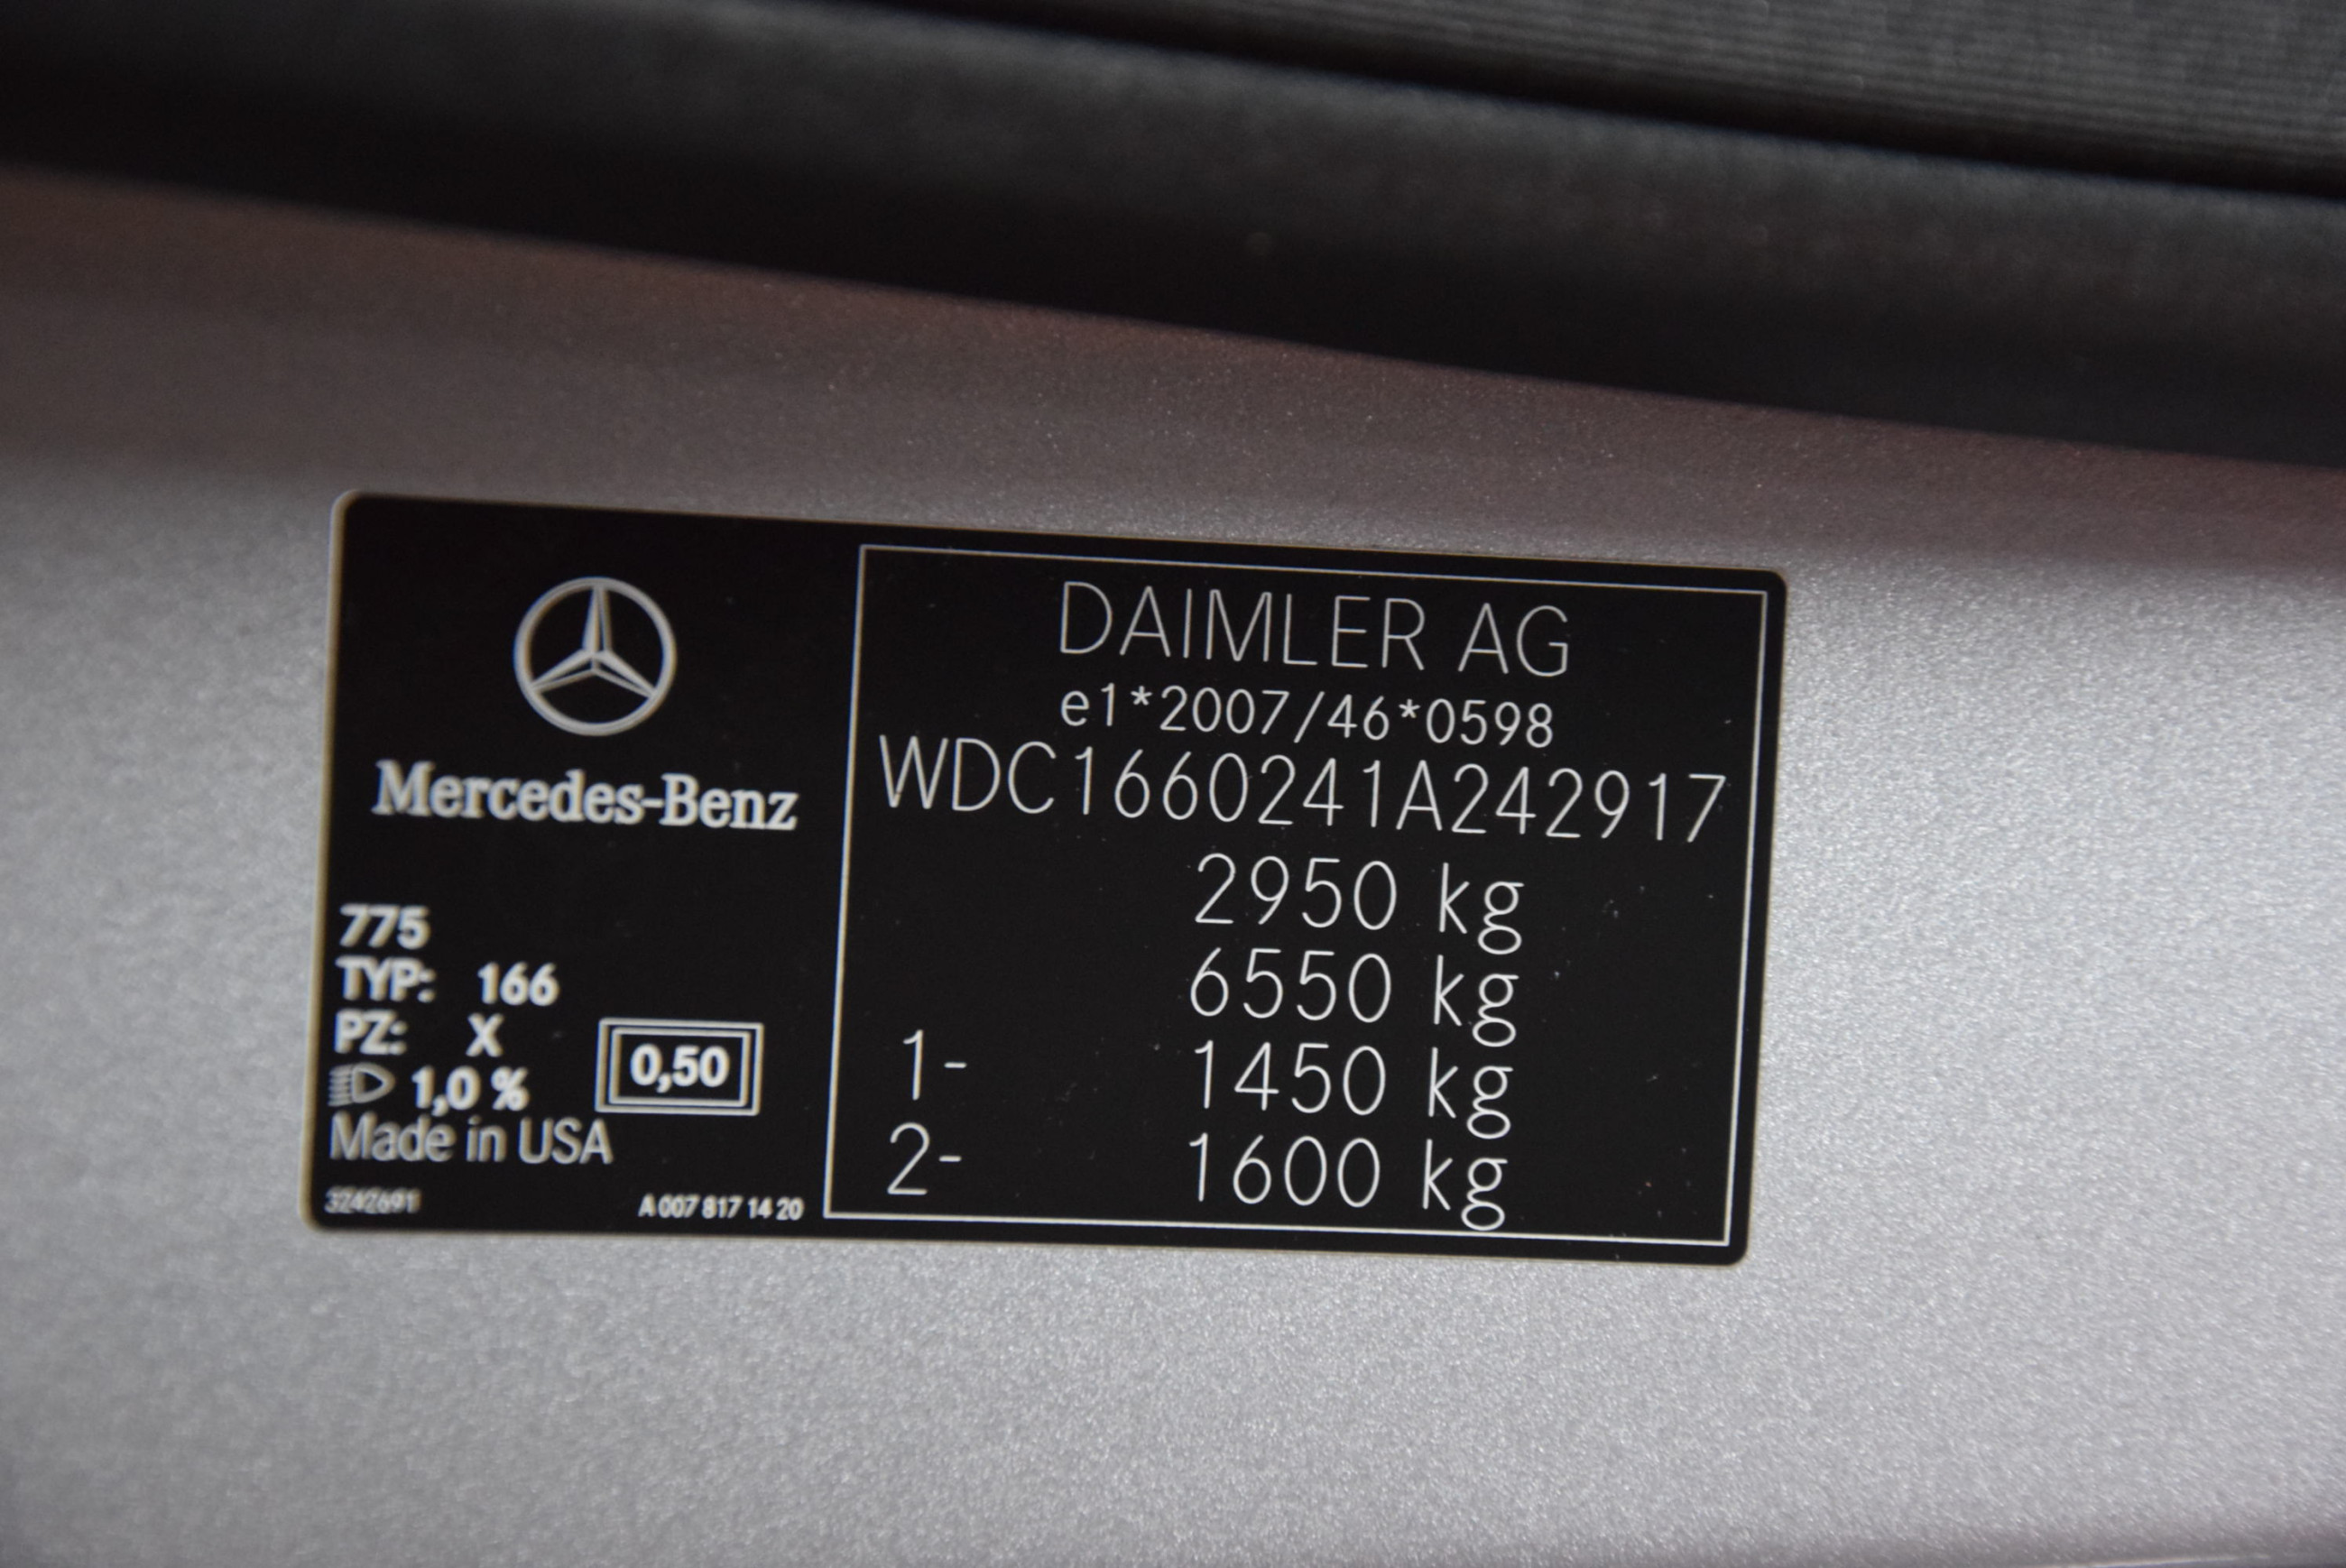 Mercedes-Benz
775
TYP: 166
PZ: X
1,0 %
0,50
Made in USA
3242691
A 007 817 14 20
DAIMLER AG
e1*2007/46*0598
WDC1660241A242917
2950 kg
6550 kg
1- 1450 kg
2- 1600 kg